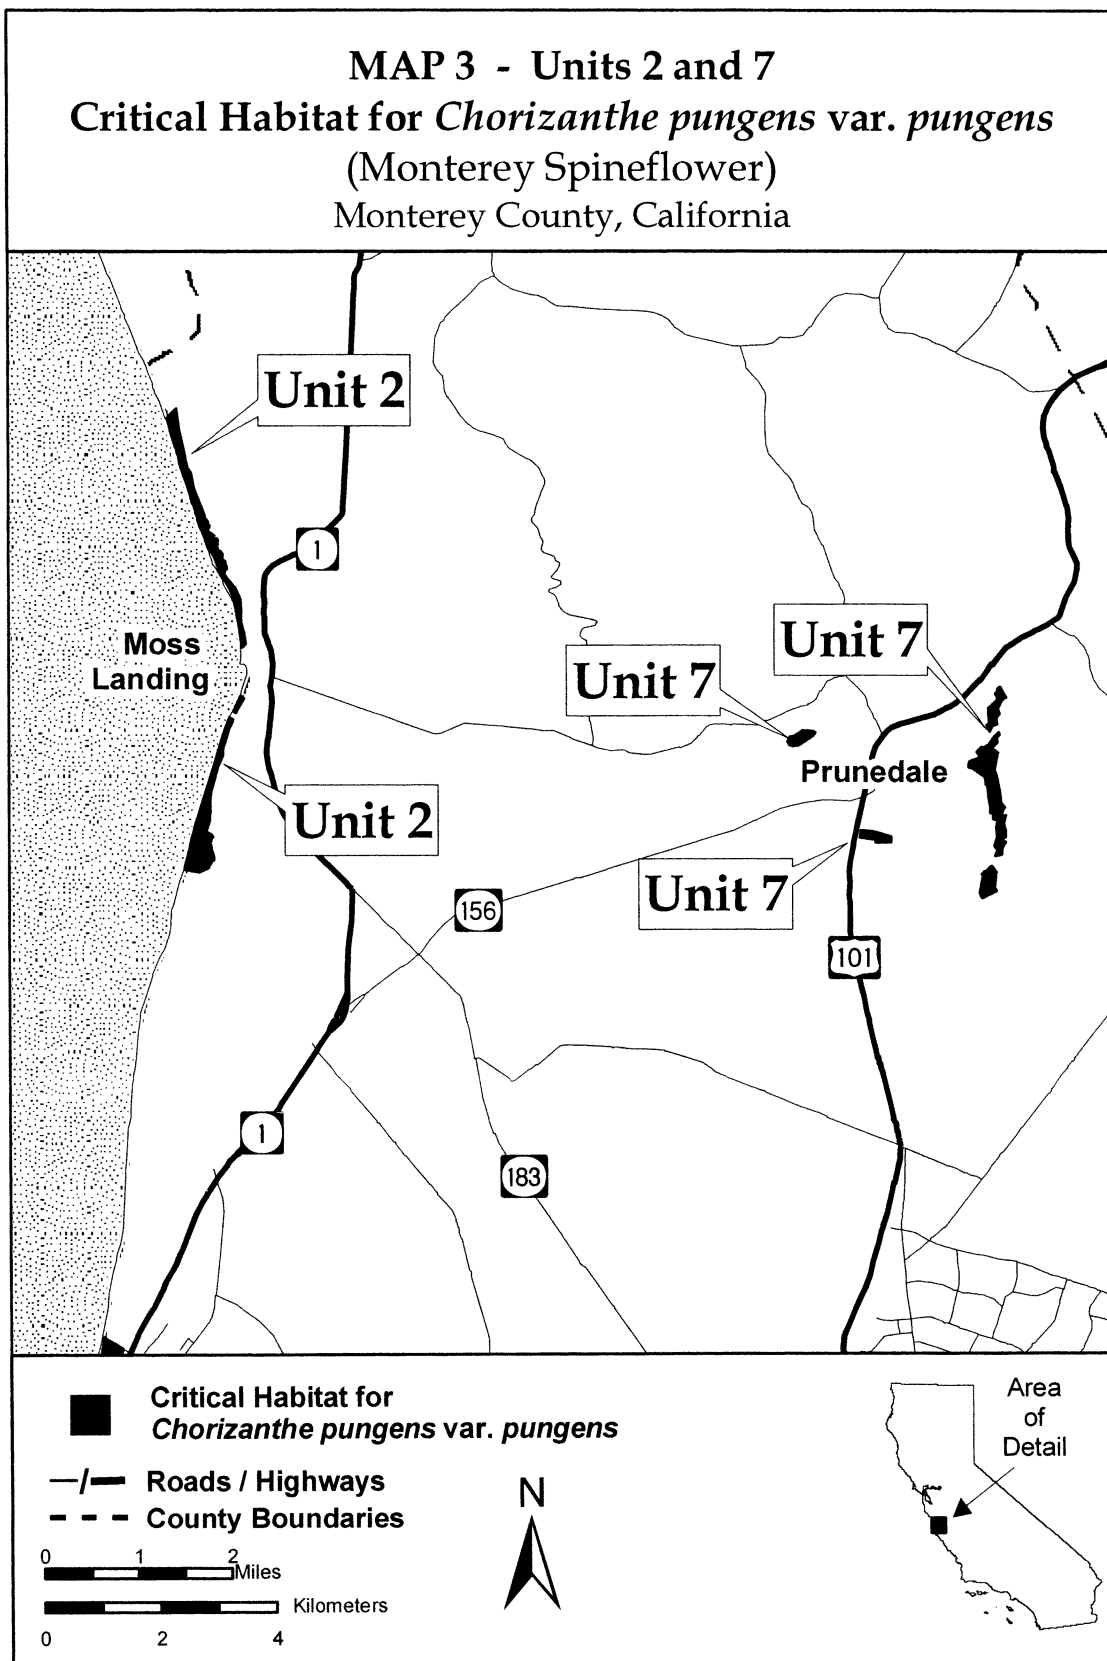 MAP 3 - Units 2 and 7
Critical Habitat for Chorizanthe pungens var. pungens
(Monterey Spineflower)
Monterey County, California
Unit 2
1
Moss
Landing
Unit 7
Unit 7
Prunedale
Unit 2
Unit 7
156
101
1
183
Critical Habitat for
Chorizanthe pungens var. pungens
Roads / Highways
County Boundaries
0 1 2
Miles
Kilometers
0 2 4
N
Area
of
Detail